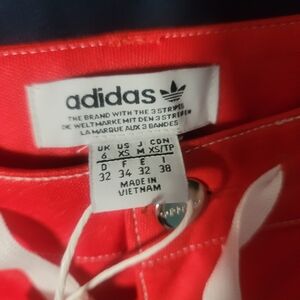 adidas
THE BRAND WITH THE 3 STRIPES
DIE WELTMARKE MIT DEN 3 STREIFEN
LA MARQUE AUX 3 BANDES
UK US J CON
6 XS M XS/TP
D F E I
32 34 32 38
MADE IN
VIETNAM